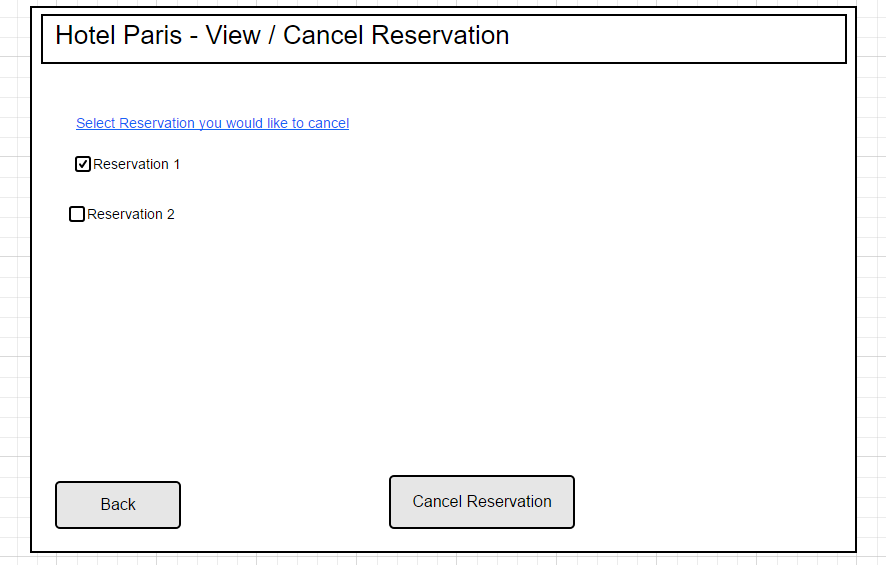 Hotel Paris - View / Cancel Reservation
Select Reservation you would like to cancel
Reservation 1
Reservation 2
Back
Cancel Reservation